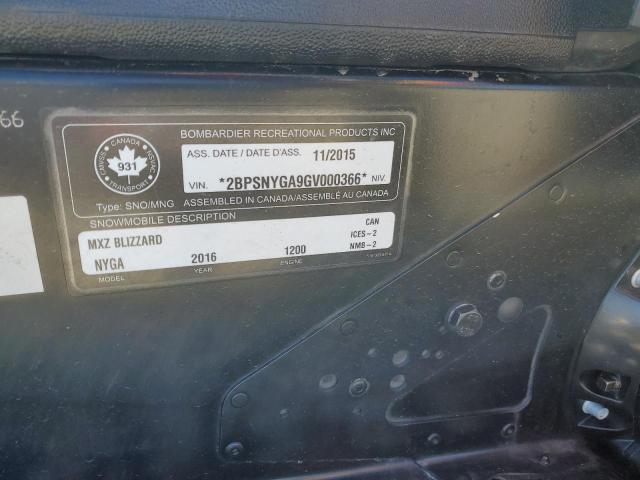 66
BOMBARDIER RECREATIONAL PRODUCTS INC
CANADA
931
TRANSPORT
ASS. DATE / DATE D'ASS. 11/2015
VIN. *2BPSNYGA9GV000366* NIV.
Type: SNO/MNG ASSEMBLED IN CANADA/ASSEMBLÉ AU CANADA
SNOWMOBILE DESCRIPTION
MXZ BLIZZARD CAN
ICES-2
NYGA 2016 1200 NMB-2
MODEL YEAR ENGINE